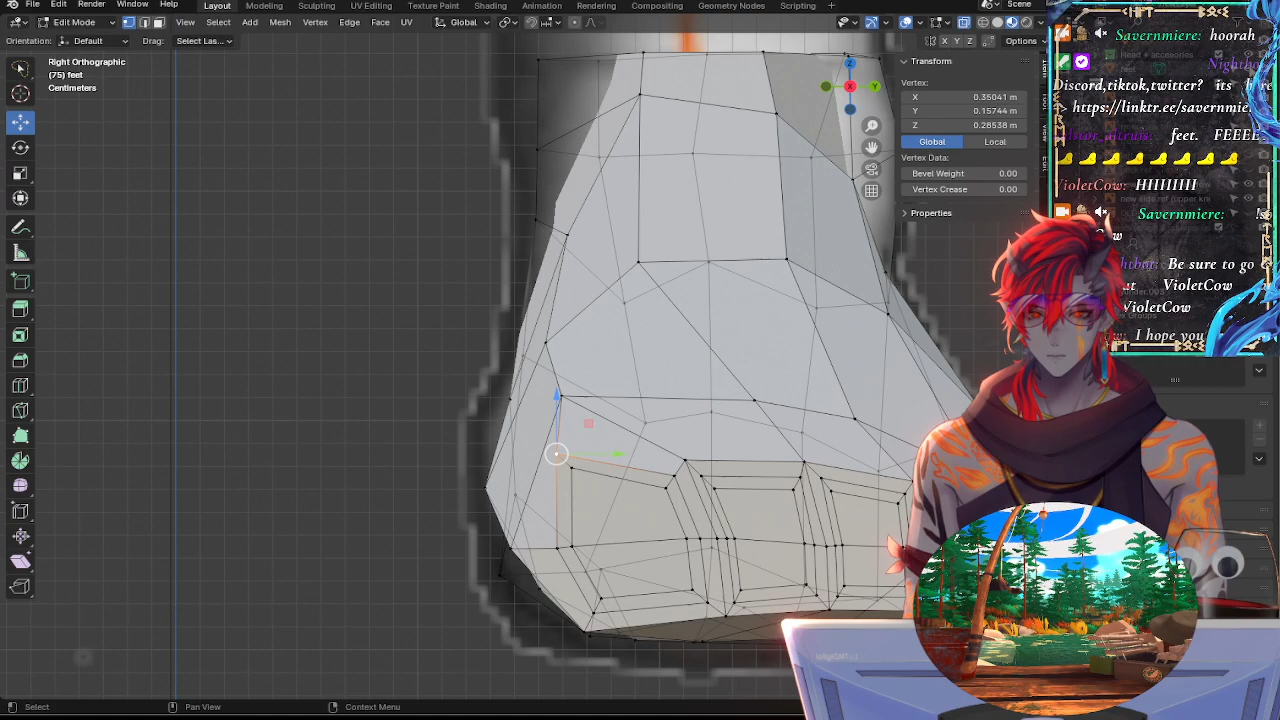 File Edit Render Window Help Layout Modeling Sculpting UV Editing Texture Paint Shading Animation Rendering Compositing Geometry Nodes Scripting Scene
Edit Mode View Select Add Mesh Vertex Edge Face UV Global
Orientation: Default Drag: Select Las... X Y Z Options
Right Orthographic
(75) feet
Centimeters
Z
Y
X
Transform
Vertex:
X 0.35041 m
Y 0.15744 m
Z 0.28538 m
Global Local
Vertex Data:
Bevel Weight 0.00
Vertex Crease 0.00
Properties
Savernmiere: hoorah
Discord,tiktok,twitter? its here
> https://linktr.ee/savernmie
feet. FEEEE
VioletCow: HIIIIIII
Savernmiere:
Be sure to go
VioletCow
VioletCow
I hope you
Select Pan View Context Menu